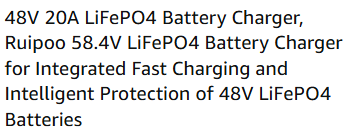 48V 20A LiFePO4 Battery Charger,
Ruipoo 58.4V LiFePO4 Battery Charger
for Integrated Fast Charging and
Intelligent Protection of 48V LiFePO4
Batteries